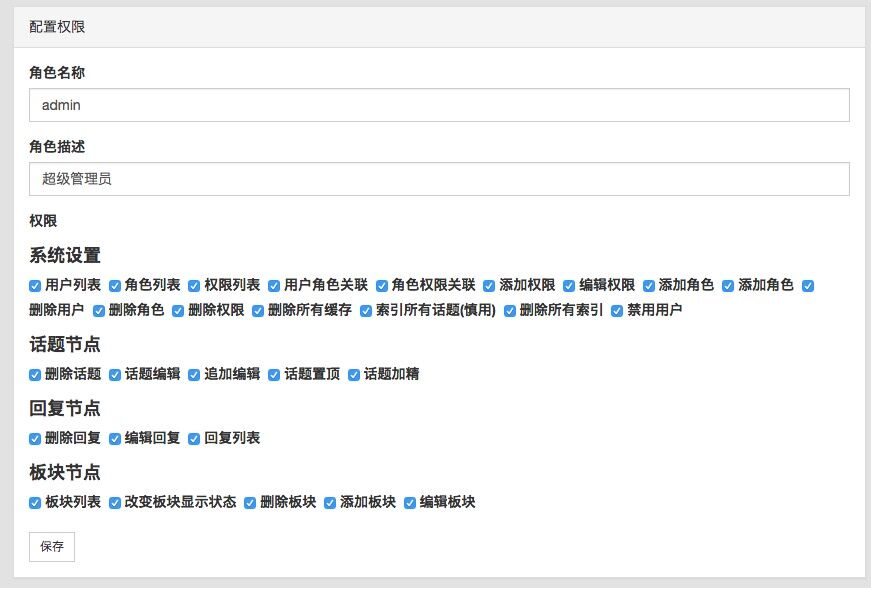 配置权限
角色名称
admin
角色描述
超级管理员
权限
系统设置
用户列表 角色列表 权限列表 用户角色关联 角色权限关联 添加权限 编辑权限 添加角色 添加角色
删除用户 删除角色 删除权限 删除所有缓存 索引所有话题(慎用) 删除所有索引 禁用用户
话题节点
删除话题 话题编辑 追加编辑 话题置顶 话题加精
回复节点
删除回复 编辑回复 回复列表
板块节点
板块列表 改变板块显示状态 删除板块 添加板块 编辑板块
保存